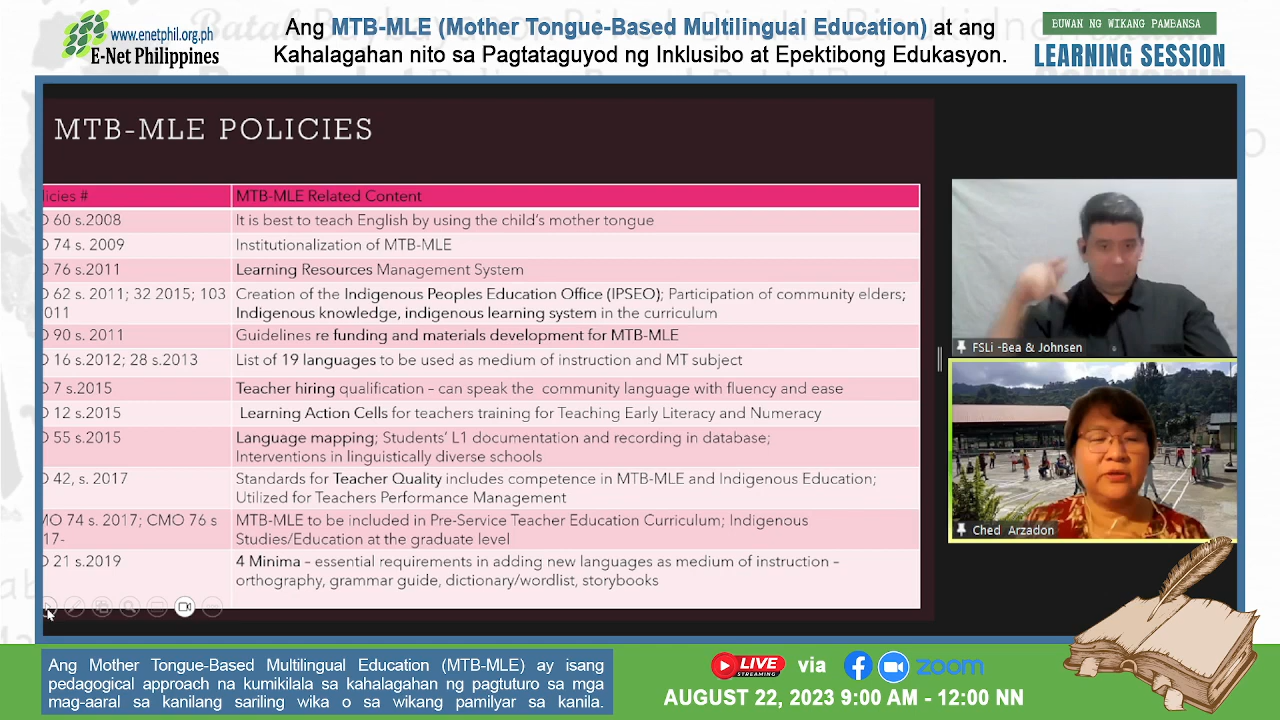 www.enetphil.org.ph
E-Net Philippines
Ang MTB-MLE (Mother Tongue-Based Multilingual Education) at ang
Kahalagahan nito sa Pagtataguyod ng Inklusibo at Epektibong Edukasyon.
BUWAN NG WIKANG PAMBANSA
LEARNING SESSION
MTB-MLE POLICIES
licies # MTB-MLE Related Content
O 60 s.2008 It is best to teach English by using the child's mother tongue
O 74 s. 2009 Institutionalization of MTB-MLE
O 76 s.2011 Learning Resources Management System
O 62 s. 2011; 32 2015; 103 Creation of the Indigenous Peoples Education Office (IPSEO); Participation of community elders;
011 Indigenous knowledge, indigenous learning system in the curriculum
O 90 s. 2011 Guidelines re funding and materials development for MTB-MLE
O 16 s.2012; 28 s.2013 List of 19 languages to be used as medium of instruction and MT subject
O 7 s.2015 Teacher hiring qualification – can speak the community language with fluency and ease
O 12 s.2015 Learning Action Cells for teachers training for Teaching Early Literacy and Numeracy
O 55 s.2015 Language mapping; Students' L1 documentation and recording in database;
Interventions in linguistically diverse schools
O 42, s. 2017 Standards for Teacher Quality includes competence in MTB-MLE and Indigenous Education;
Utilized for Teachers Performance Management
MO 74 s. 2017; CMO 76 s MTB-MLE to be included in Pre-Service Teacher Education Curriculum; Indigenous
17- Studies/Education at the graduate level
O 21 s.2019 4 Minima – essential requirements in adding new languages as medium of instruction –
orthography, grammar guide, dictionary/wordlist, storybooks
FSLi -Bea & Johnsen
Ched Arzadon
Ang Mother Tongue-Based Multilingual Education (MTB-MLE) ay isang
pedagogical approach na kumikilala sa kahalagahan ng pagtuturo sa mga
mag-aaral sa kanilang sariling wika o sa wikang pamilyar sa kanila.
LIVE STREAMING via zoom
AUGUST 22, 2023 9:00 AM - 12:00 NN